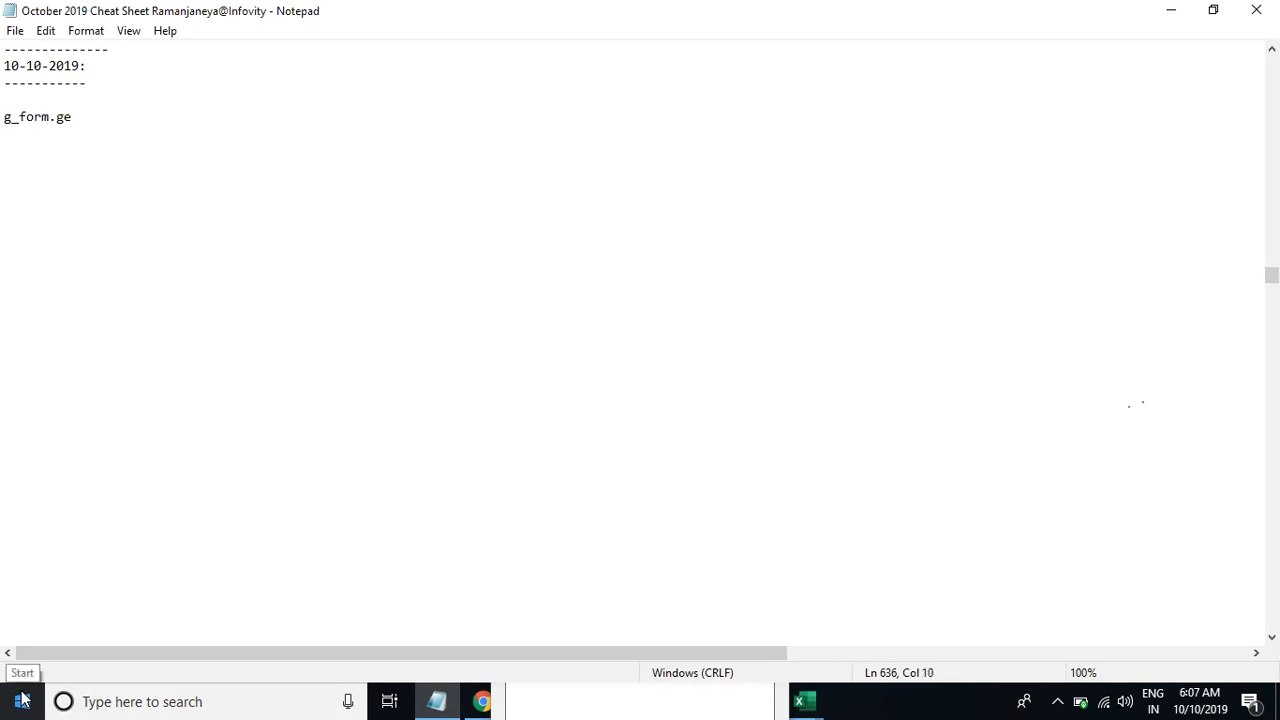 October 2019 Cheat Sheet Ramanjaneya@Infovity - Notepad
File Edit Format View Help
--------------
10-10-2019:
-----------

g_form.ge
Start
Windows (CRLF)
Ln 636, Col 10
100%
Type here to search
ENG
IN
6:07 AM
10/10/2019
1